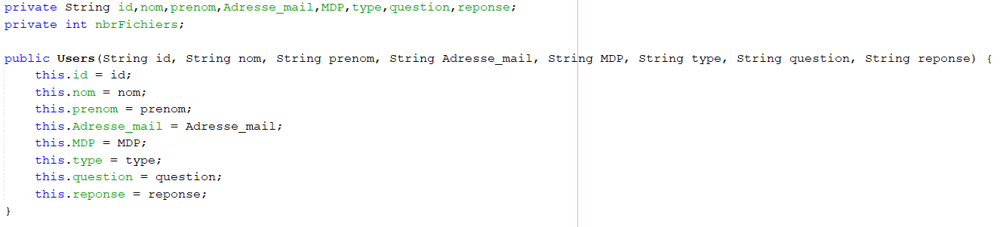 private String id,nom,prenom,Adresse_mail,MDP,type,question,reponse;
private int nbrFichiers;
public Users(String id, String nom, String prenom, String Adresse_mail, String MDP, String type, String question, String reponse) {
this.id = id;
this.nom = nom;
this.prenom = prenom;
this.Adresse_mail = Adresse_mail;
this.MDP = MDP;
this.type = type;
this.question = question;
this.reponse = reponse;
}